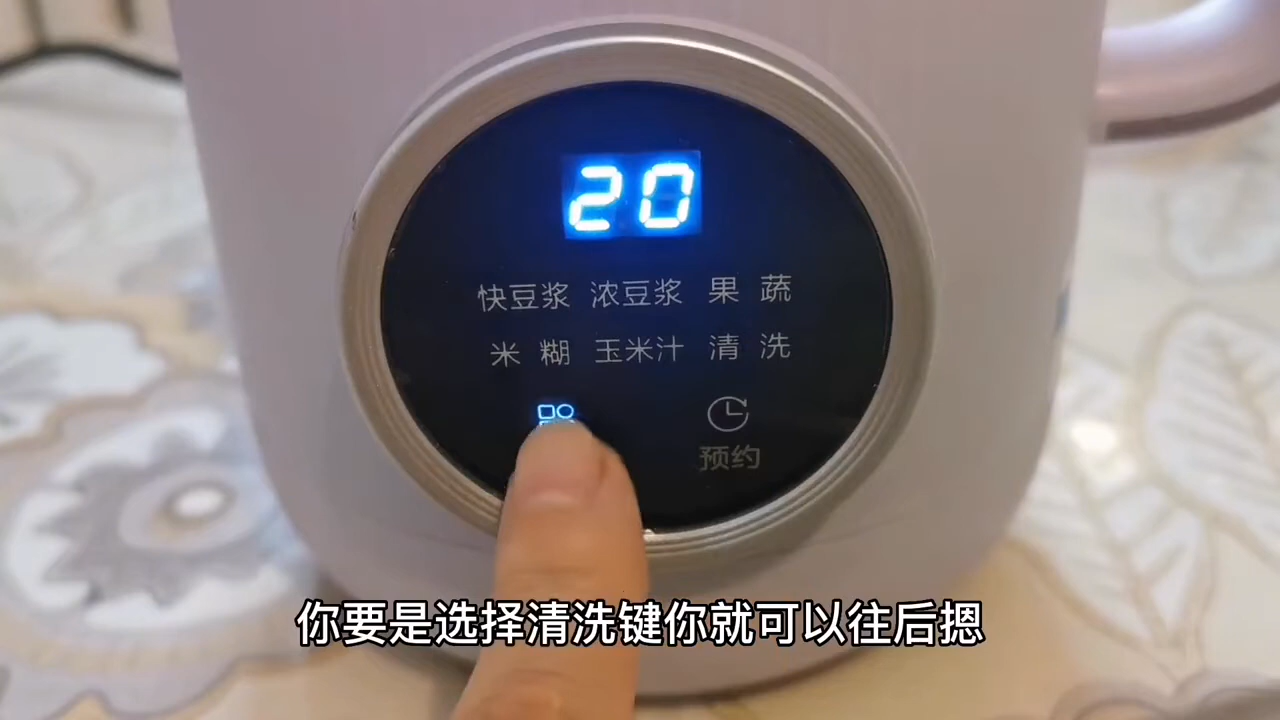 20
快豆浆 浓豆浆 果蔬
米糊 玉米汁 清洗
预约
你要是选择清洗键你就可以往后摁